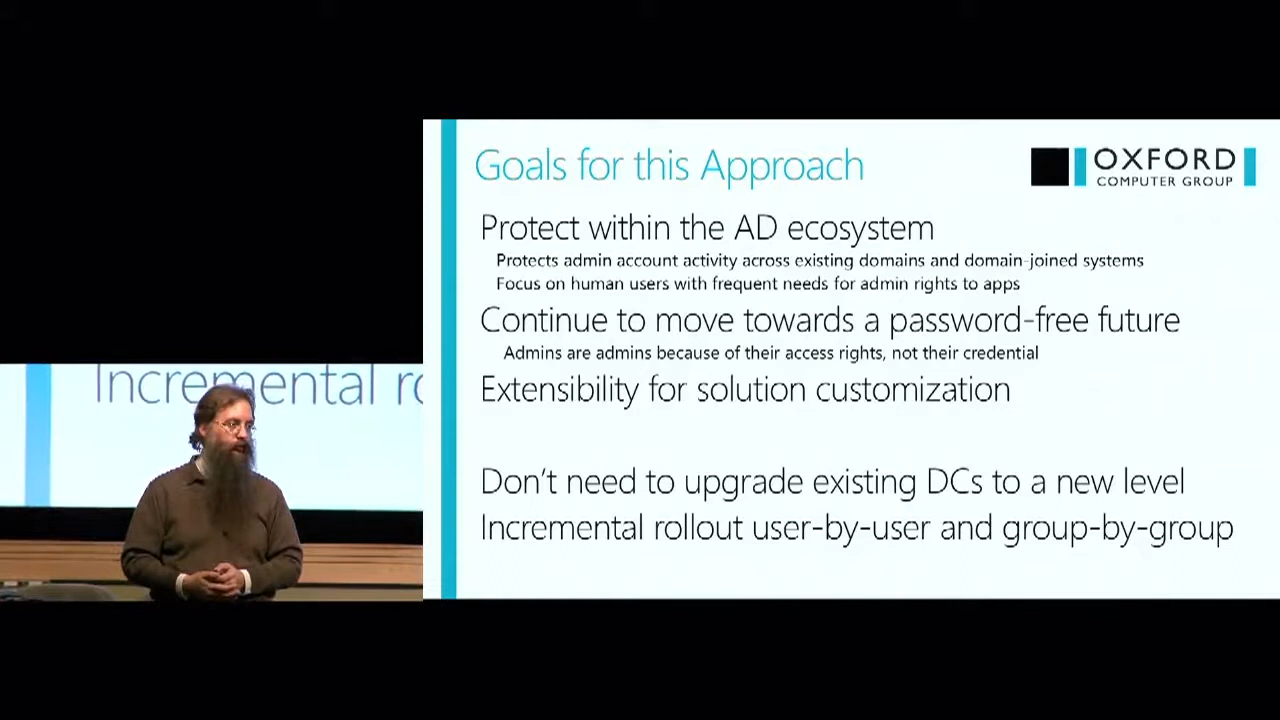 Goals for this Approach
OXFORD
COMPUTER GROUP
Protect within the AD ecosystem
Protects admin account activity across existing domains and domain-joined systems
Focus on human users with frequent needs for admin rights to apps
Continue to move towards a password-free future
Admins are admins because of their access rights, not their credential
Extensibility for solution customization
Don't need to upgrade existing DCs to a new level
Incremental rollout user-by-user and group-by-group
Incremental ro